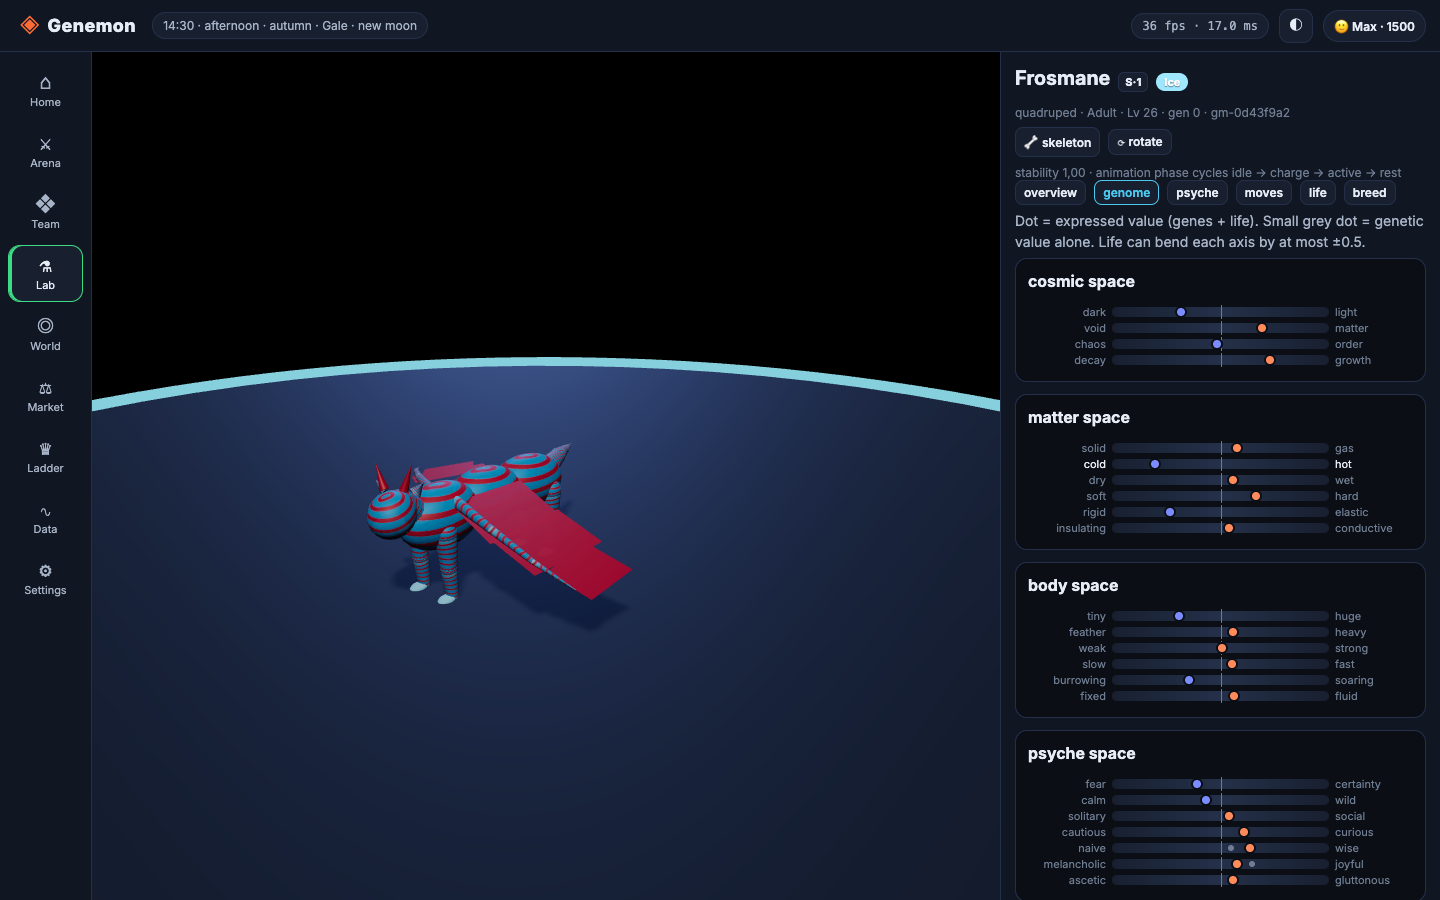 Genemon
14:30 · afternoon · autumn · Gale · new moon
36 fps · 17.0 ms
Max · 1500
Home
Arena
Team
Lab
World
Market
Ladder
Data
Settings
Frosmane S·1 Ice
quadruped · Adult · Lv 26 · gen 0 · gm-0d43f9a2
skeleton
rotate
stability 1,00 · animation phase cycles idle → charge → active → rest
overview genome psyche moves life breed
Dot = expressed value (genes + life). Small grey dot = genetic
value alone. Life can bend each axis by at most ±0.5.
cosmic space
dark light
void matter
chaos order
decay growth
matter space
solid gas
cold hot
dry wet
soft hard
rigid elastic
insulating conductive
body space
tiny huge
feather heavy
weak strong
slow fast
burrowing soaring
fixed fluid
psyche space
fear certainty
calm wild
solitary social
cautious curious
naive wise
melancholic joyful
ascetic gluttonous